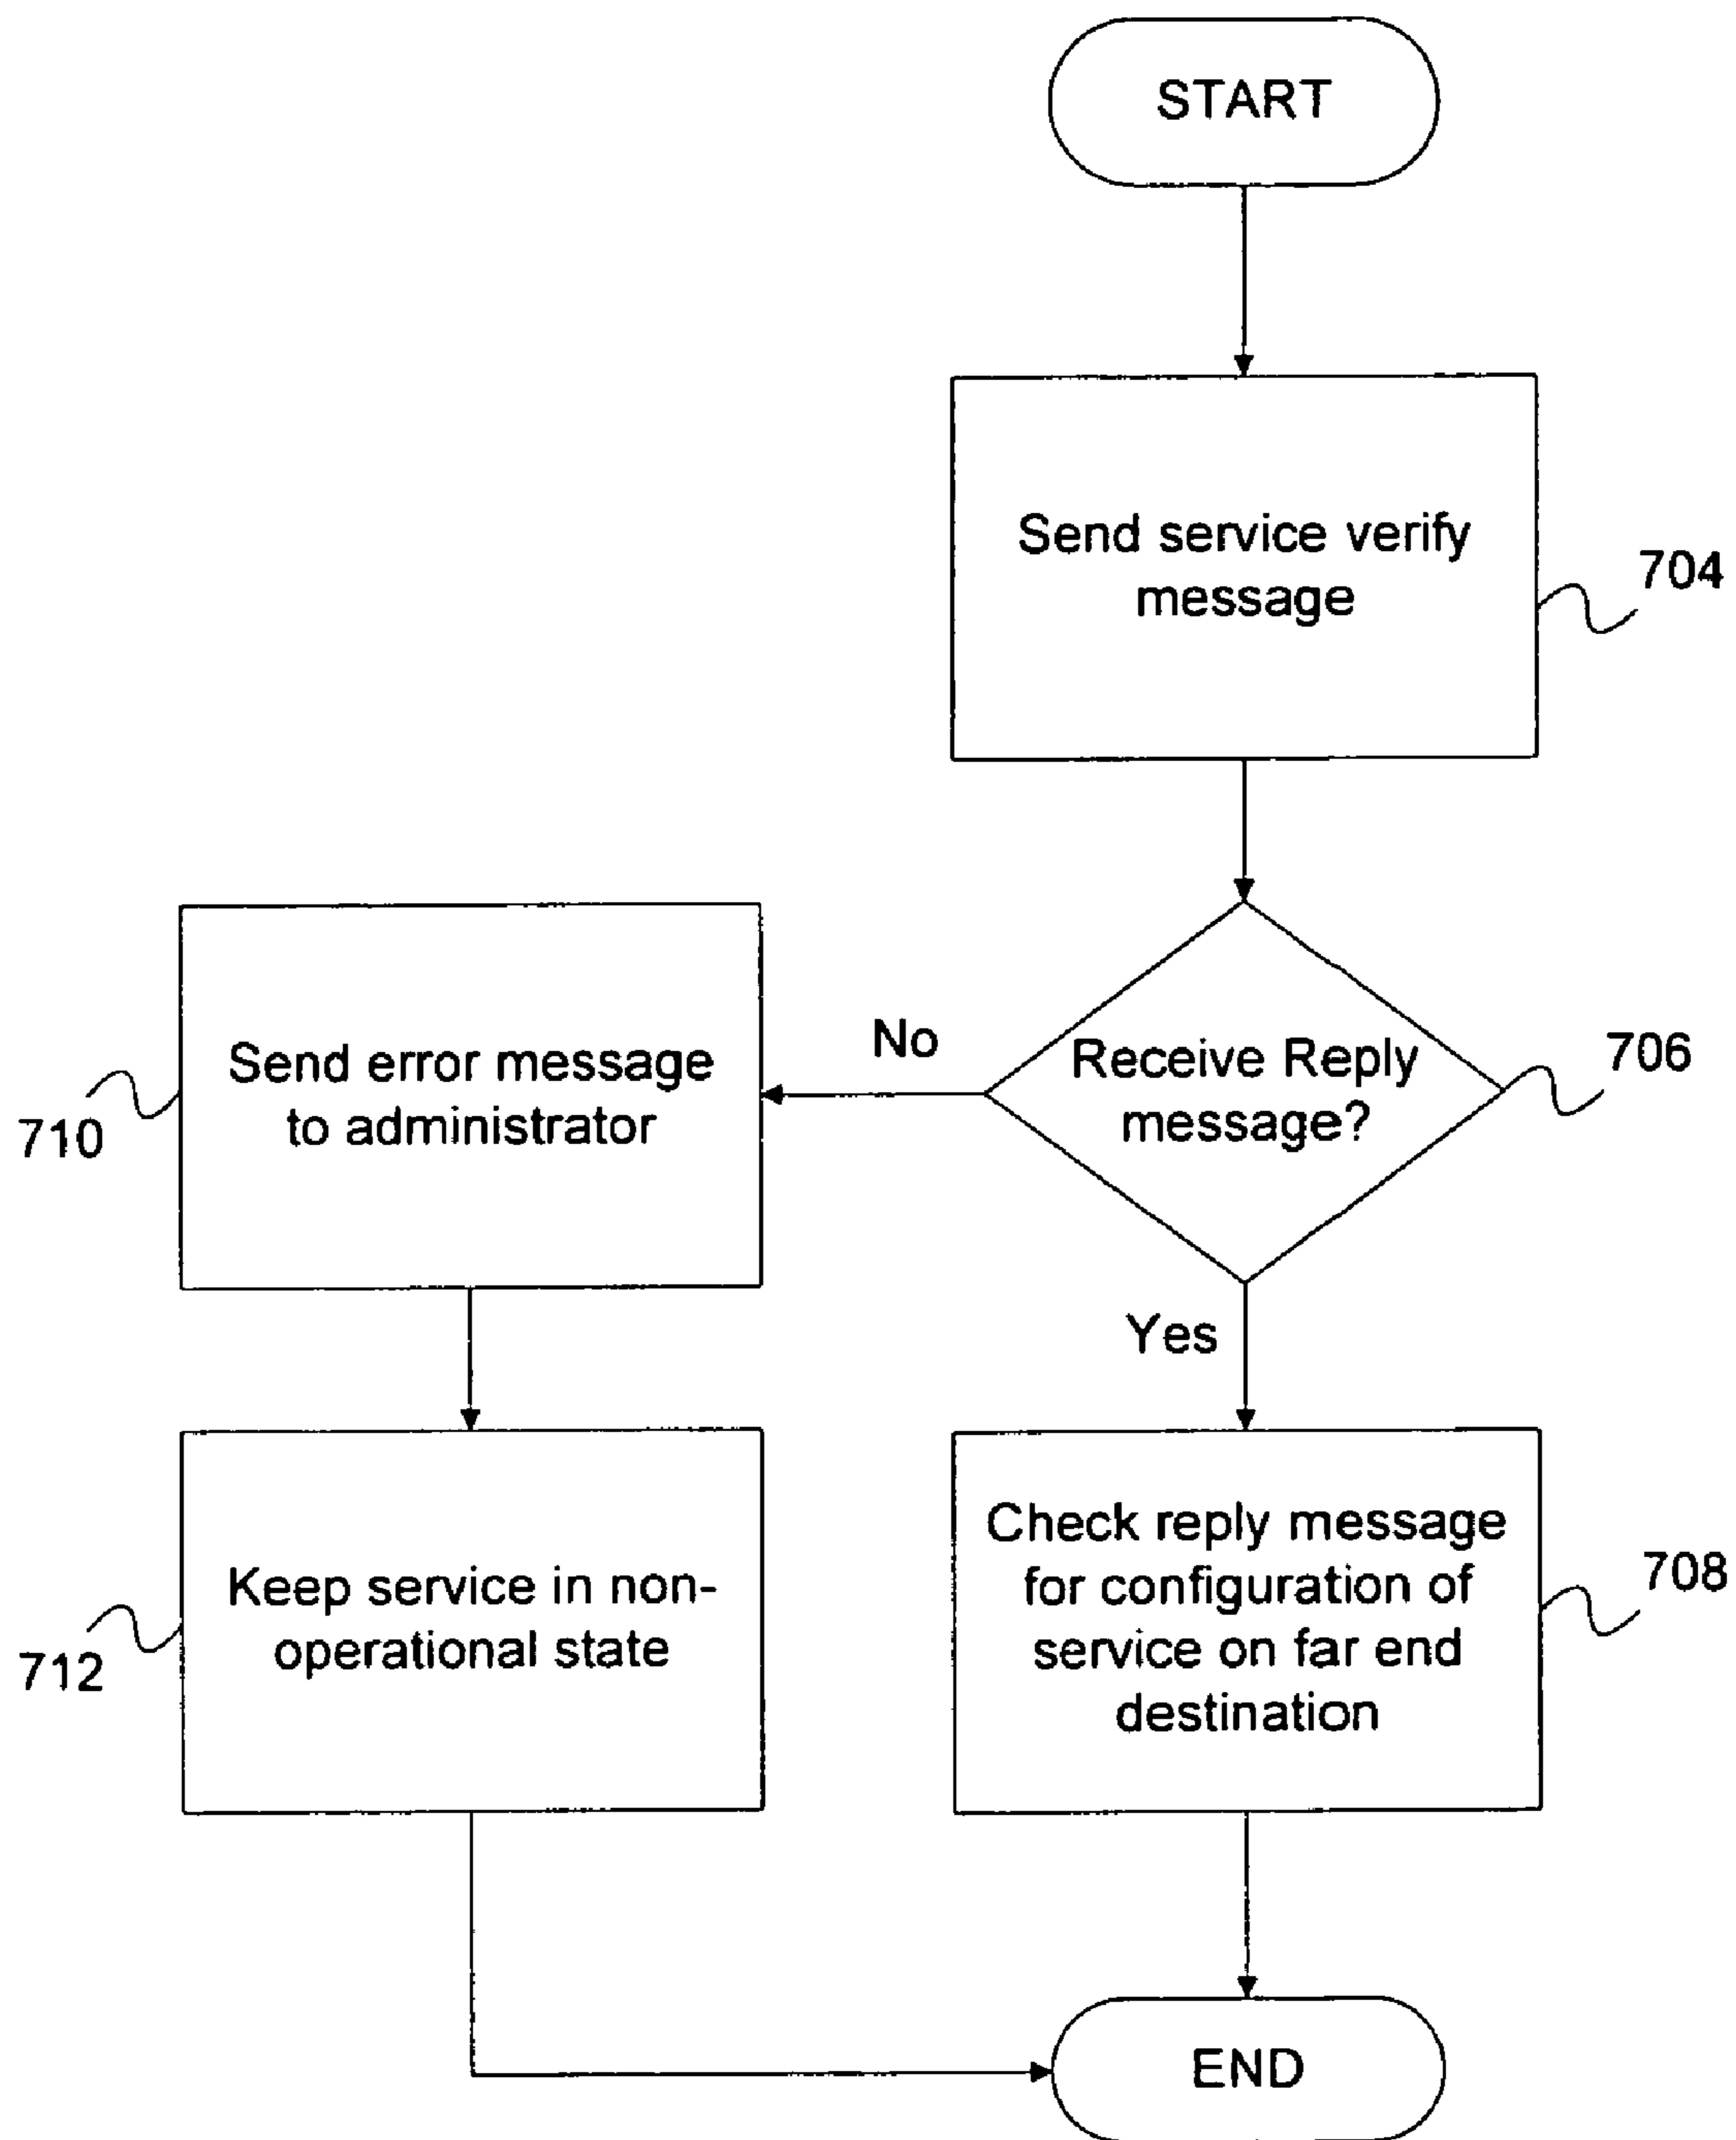 START
Send service verify
message
704
Receive Reply
message?
706
No
Send error message
to administrator
710
Yes
Keep service in non-
operational state
712
Check reply message
for configuration of
service on far end
destination
708
END